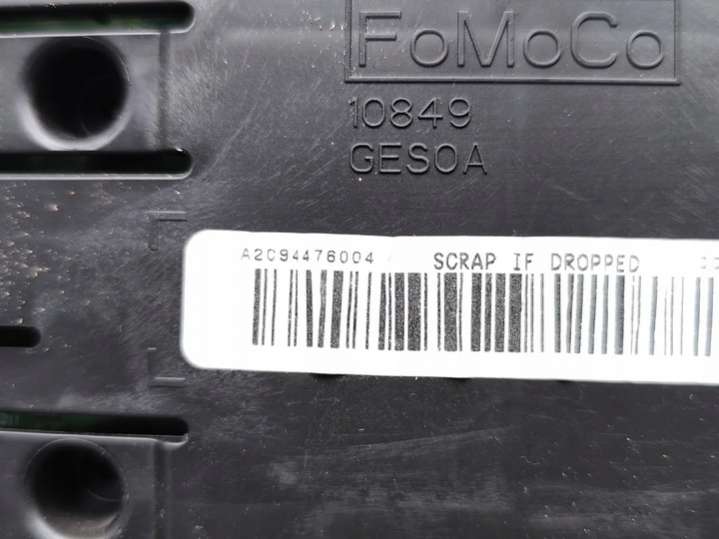 FoMoCo
10849
GESOA
A2C94476004 SCRAP IF DROPPED